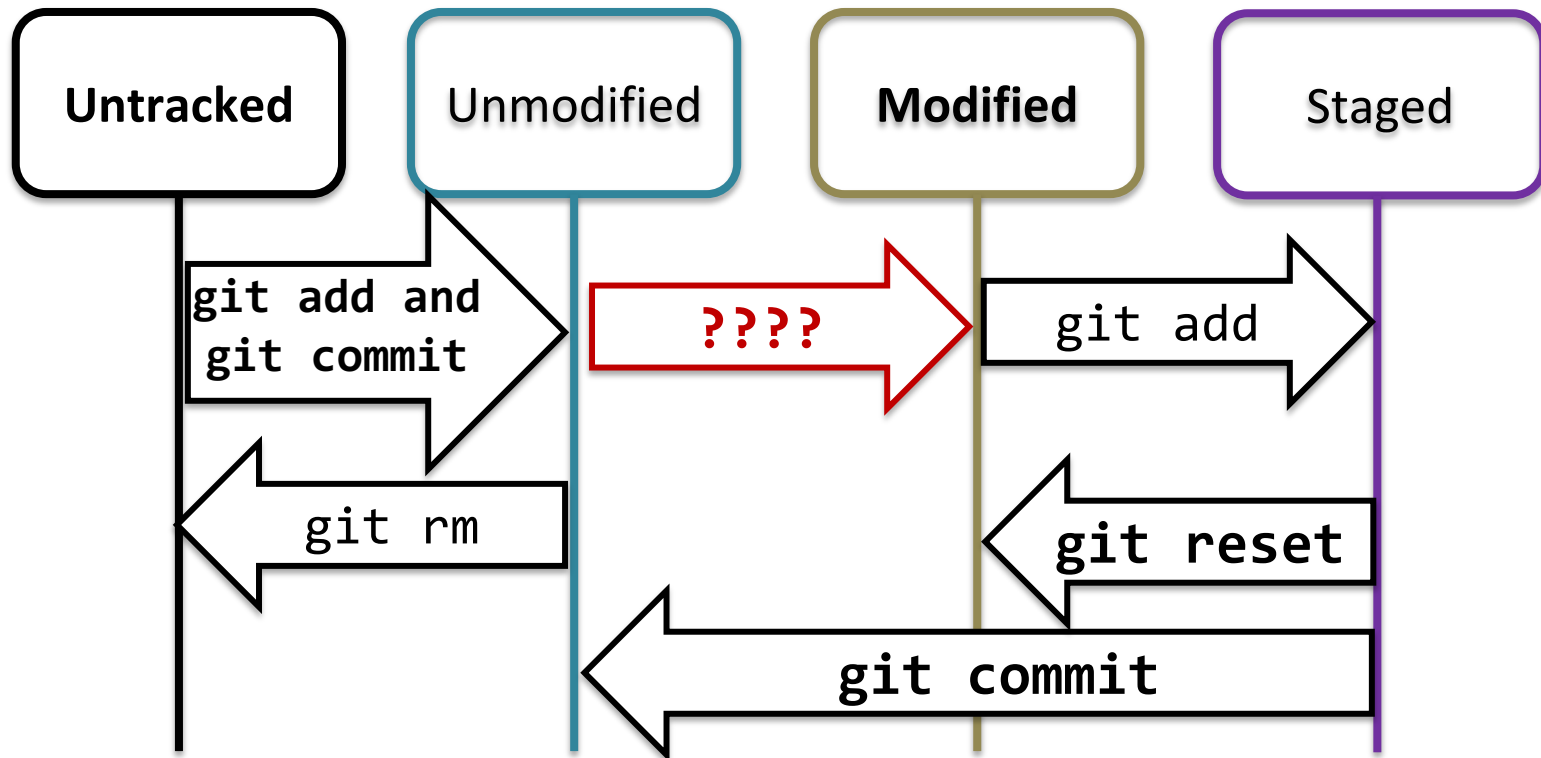 Untracked
Unmodified
Modified
Staged
git add and
git commit
????
git add
git rm
git reset
git commit